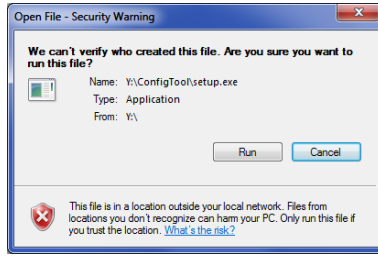 Open File - Security Warning
We can't verify who created this file. Are you sure you want to
run this file?
Name: Y:\ConfigTool\setup.exe
Type: Application
From: Y:\
Run Cancel
This file is in a location outside your local network. Files from
locations you don't recognize can harm your PC. Only run this file if
you trust the location. What's the risk?